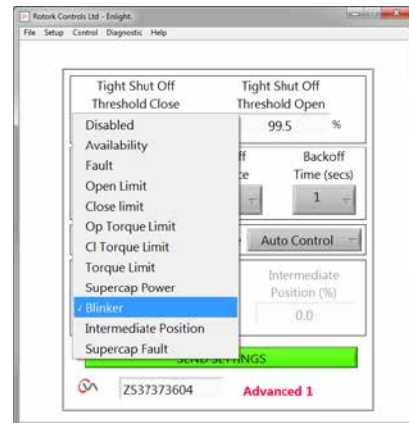 Rotork Controls Ltd - Enlight.
File Setup Control Diagnostic Help
Tight Shut Off Tight Shut Off
Threshold Close Threshold Open
Disabled
99.5 %
Availability
Fault
Backoff
Open Limit
Time (secs)
Close limit
1
Op Torque Limit
Cl Torque Limit
Auto Control
Torque Limit
Intermediate
Supercap Power
Position (%)
✓ Blinker
0.0
Intermediate Position
Supercap Fault
SEND SETTINGS
Z537373604 Advanced 1